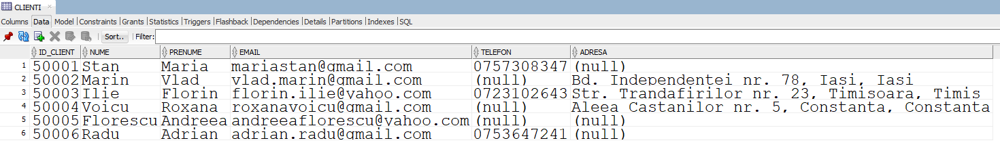 CLIENTI
Columns Data Model Constraints Grants Statistics Triggers Flashback Dependencies Details Partitions Indexes SQL
Sort.. Filter:
ID_CLIENT NUME PRENUME EMAIL TELEFON ADRESA
1 50001 Stan Maria mariastan@gmail.com 0757308347 (null)
2 50002 Marin Vlad vlad.marin@gmail.com (null) Bd. Independentei nr. 78, Iasi, Iasi
3 50003 Ilie Florin florin.ilie@yahoo.com 0723102643 Str. Trandafirilor nr. 23, Timisoara, Timis
4 50004 Voicu Roxana roxanavoicu@gmail.com (null) Aleea Castanilor nr. 5, Constanta, Constanta
5 50005 Florescu Andreea andreeaflorescu@yahoo.com (null) (null)
6 50006 Radu Adrian adrian.radu@gmail.com 0753647241 (null)